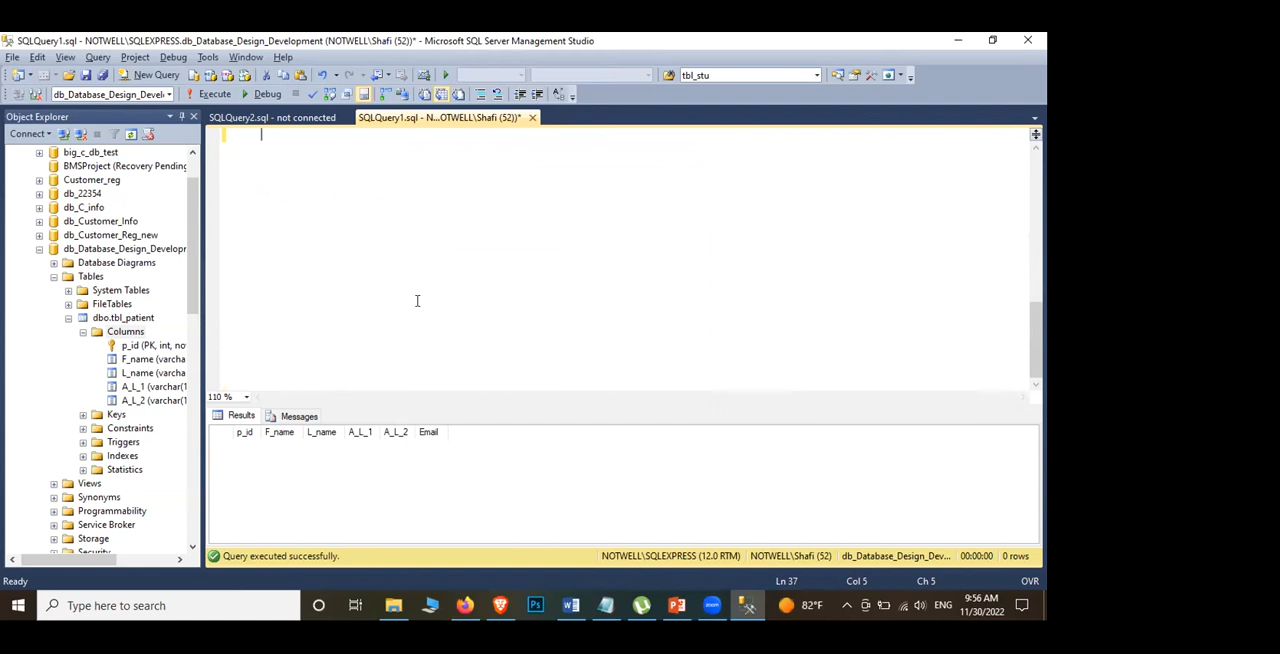 SQLQuery1.sql - NOTWELL\SQLEXPRESS.db_Database_Design_Development (NOTWELL\Shafi (52))* - Microsoft SQL Server Management Studio
File Edit View Query Project Debug Tools Window Help
New Query tbl_stu
db_Database_Design_Devel Execute Debug
Object Explorer SQLQuery2.sql - not connected SQLQuery1.sql - N...OTWELL\Shafi (52))*
Connect
big_c_db_test
BMSProject (Recovery Pending
Customer_reg
db_22354
db_C_info
db_Customer_Info
db_Customer_Reg_new
db_Database_Design_Develop
Database Diagrams
Tables
System Tables
FileTables
dbo.tbl_patient
Columns
p_id (PK, int, no
F_name (varcha
L_name (varcha
A_L_1 (varchar(1
A_L_2 (varchar(1
Keys
Constraints
Triggers
Indexes
Statistics
Views
Synonyms
Programmability
Service Broker
Storage
Security
110 %
Results Messages
p_id F_name L_name A_L_1 A_L_2 Email
Query executed successfully. NOTWELL\SQLEXPRESS (12.0 RTM) NOTWELL\Shafi (52) db_Database_Design_Dev... 00:00:00 0 rows
Ready Ln 37 Col 5 Ch 5 OVR
Type here to search Ps 82°F ENG 9:56 AM
11/30/2022